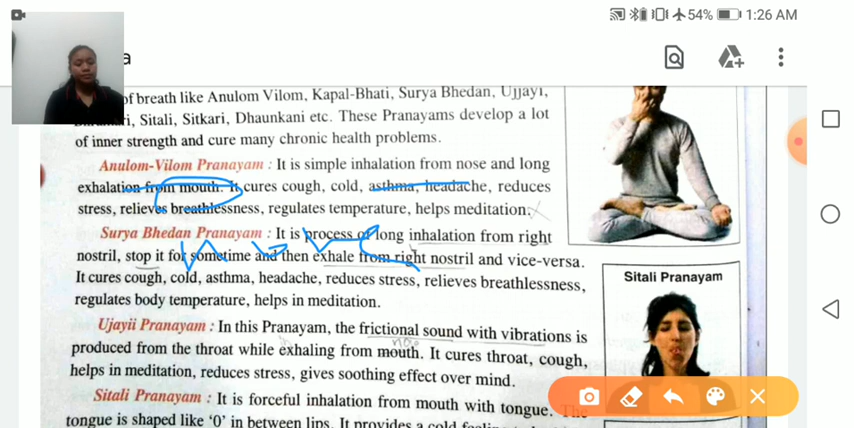 54% 1:26 AM
a
of breath like Anulom Vilom, Kapal-Bhati, Surya Bhedan, Ujjayi,
ri, Sitali, Sitkari, Dhaunkani etc. These Pranayams develop a lot
of inner strength and cure many chronic health problems.
Anulom-Vilom Pranayam : It is simple inhalation from nose and long
exhalation from mouth. It cures cough, cold, asthma, headache, reduces
stress, relieves breathlessness, regulates temperature, helps meditation.
nose
Surya Bhedan Pranayam : It is process of long inhalation from right
nostril, stop it for sometime and then exhale from right nostril and vice-versa.
It cures cough, cold, asthma, headache, reduces stress, relieves breathlessness,
regulates body temperature, helps in meditation.
Ujayii Pranayam : In this Pranayam, the frictional sound with vibrations is
produced from the throat while exhaling from mouth. It cures throat, cough,
helps in meditation, reduces stress, gives soothing effect over mind.
Sitali Pranayam : It is forceful inhalation from mouth with tongue. The
tongue is shaped like '0' in between lips. It provides a cold
Sitali Pranayam